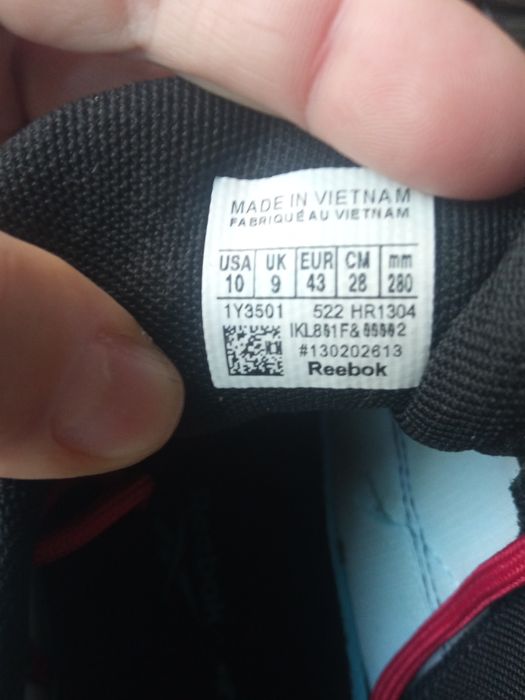 MADE IN VIETNAM
FABRIQUÉ AU VIETNAM
USA UK EUR CM mm
10 9 43 28 280
1Y3501 522 HR1304
#130202613
Reebok